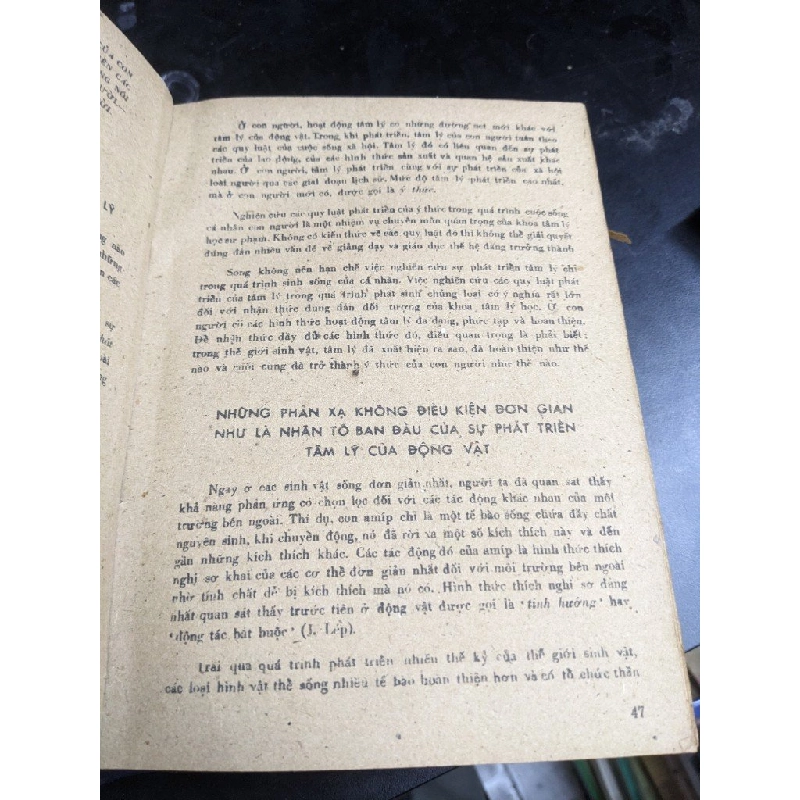 CỦA CON
Ở con người, hoạt động tâm lý có những đường nét mới khác với
tâm lý của động vật. Trong khi phát triển, tâm lý của con người tuân theo
các quy luật của cuộc sống xã hội. Tâm lý đó có liên quan đến sự phát
triển của lao động, của các hình thức sản xuất và quan hệ sản xuất khác
nhau. Ở con người, tâm lý phát triển cùng với sự phát triển của xã hội
loài người qua các giai đoạn lịch sử. Mức độ tâm lý phát triển cao nhất,
mà ở con người mới có, được gọi là ý thức.
Nghiên cứu các quy luật phát triển của ý thức trong quá trình cuộc sống
cá nhân con người là một nhiệm vụ chuyên môn quan trọng của khoa tâm lý
học sư phạm. Không có kiến thức về các quy luật đó thì không thể giải quyết
đúng đắn nhiều vấn đề về giảng dạy và giáo dục thế hệ đang trưởng thành
Song không nên hạn chế việc nghiên cứu sự phát triển tâm lý chỉ
trong quá trình sinh sống của cá nhân. Việc nghiên cứu các quy luật phát
triển của tâm lý trong quá trình phát sinh chủng loại có ý nghĩa rất lớn
đối với nhận thức đúng đắn đối tượng của khoa tâm lý học. Ở con
người có các hình thức hoạt động tâm lý đa dạng, phức tạp và hoàn thiện.
Để nhận thức đầy đủ các hình thức đó, điều quan trọng là phải biết:
trong thế giới sinh vật, tâm lý đã xuất hiện ra sao, đã hoàn thiện như thế
nào và cuối cùng đã trở thành ý thức của con người như thế nào.
LÝ
NHỮNG PHẢN XẠ KHÔNG ĐIỀU KIỆN ĐƠN GIẢN
NHƯ LÀ NHÂN TỐ BAN ĐẦU CỦA SỰ PHÁT TRIỂN
TÂM LÝ CỦA ĐỘNG VẬT
Ngay ở các sinh vật sống đơn giản nhất, người ta đã quan sát thấy
khả năng phản ứng có chọn lọc đối với các tác động khác nhau của môi
trường bên ngoài. Thí dụ, con amíp chỉ là một tế bào sống chứa đầy chất
nguyên sinh, khi chuyển động, nó đã rời xa một số kích thích này và đến
gần những kích thích khác. Các tác động đó của amíp là hình thức thích
nghi sơ khai của các cơ thể đơn giản nhất đối với môi trường bên ngoài
nhờ tính chất dễ bị kích thích mà nó có. Hình thức thích nghi sơ đẳng
nhất quan sát thấy trước tiên ở động vật được gọi là "tính hướng" hay
"động tác bắt buộc" (J. Lép).
Trải qua quá trình phát triển nhiều thế kỷ của thế giới sinh vật,
các loại hình vật thể sống nhiều tế bào hoàn thiện hơn và có tổ chức thần
47